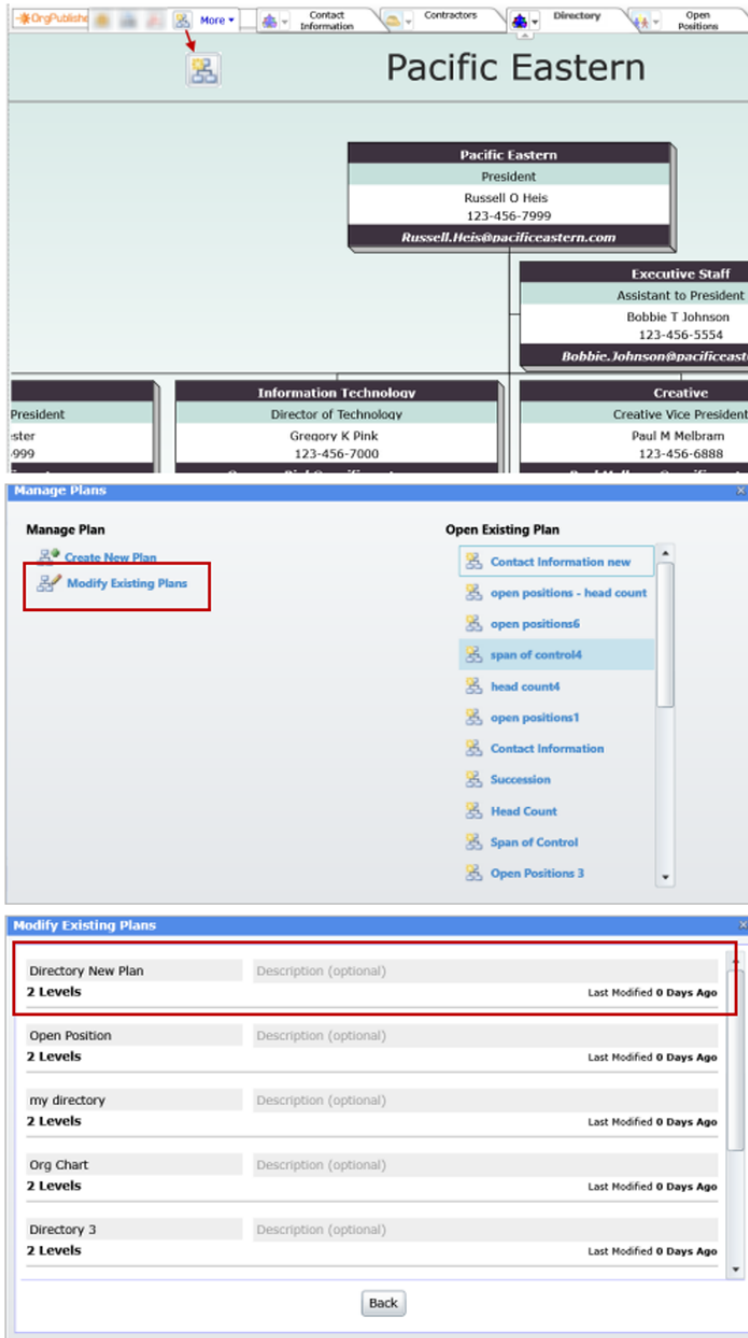 OrgPublishe
More
Contact
Information
Contractors
Directory
Open
Positions
Pacific Eastern
Pacific Eastern
President
Russell O Heis
123-456-7999
Russell.Heis@pacificeastern.com
Executive Staff
Assistant to President
Bobbie T Johnson
123-456-5554
Bobbie.Johnson@pacificeast
President
ster
999
Information Technology
Director of Technology
Gregory K Pink
123-456-7000
Creative
Creative Vice President
Paul M Melbram
123-456-6888
Manage Plans
Manage Plan
Create New Plan
Modify Existing Plans
Open Existing Plan
Contact Information new
open positions - head count
open positions6
span of control4
head count4
open positions1
Contact Information
Succession
Head Count
Span of Control
Open Positions 3
Modify Existing Plans
Directory New Plan Description (optional)
2 Levels Last Modified 0 Days Ago
Open Position Description (optional)
2 Levels Last Modified 0 Days Ago
my directory Description (optional)
2 Levels Last Modified 0 Days Ago
Org Chart Description (optional)
2 Levels Last Modified 0 Days Ago
Directory 3 Description (optional)
2 Levels Last Modified 0 Days Ago
Back